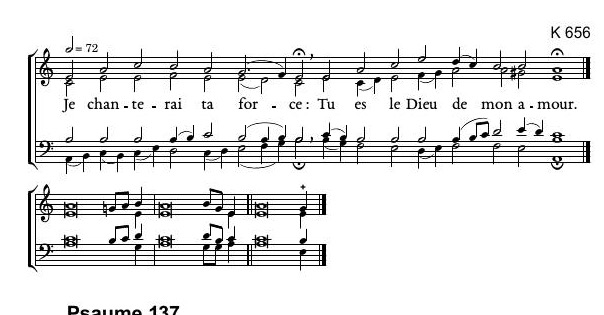 K 656
= 72
Je chan - te - rai ta for - ce : Tu es le Dieu de mon a - mour.
Psaume 137